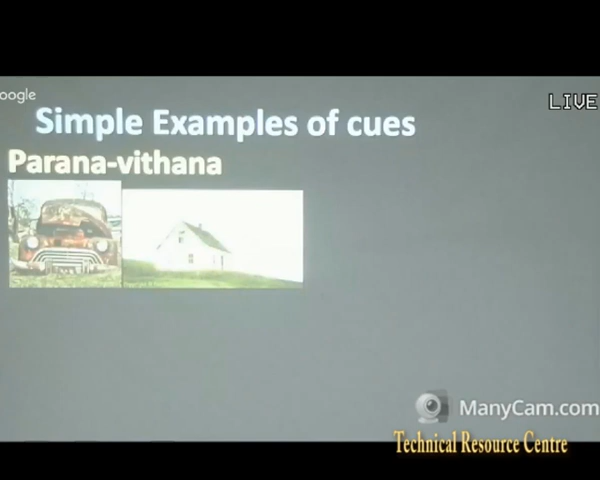 oogle
LIVE
Simple Examples of cues
Parana-vithana
ManyCam.com
Technical Resource Centre